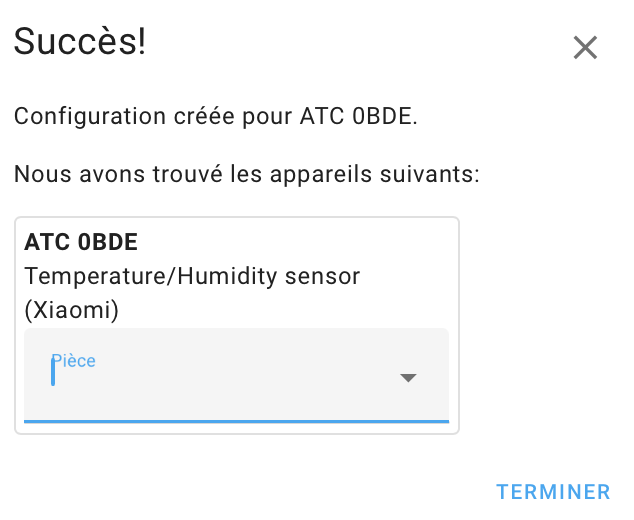 Succès!
Configuration créée pour ATC 0BDE.
Nous avons trouvé les appareils suivants:
ATC 0BDE
Temperature/Humidity sensor
(Xiaomi)
Pièce
TERMINER